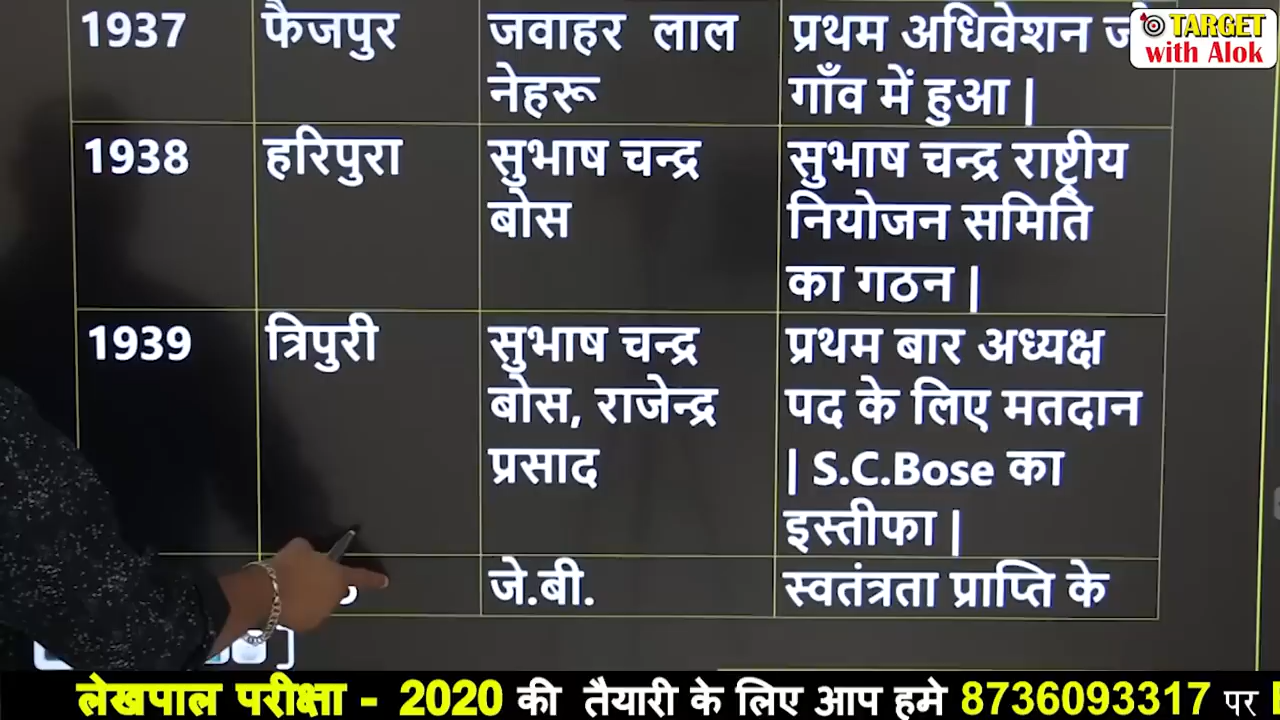 TARGET
with Alok
1937 फैजपुर जवाहर लाल प्रथम अधिवेशन
नेहरू गाँव में हुआ |
1938 हरिपुरा सुभाष चन्द्र सुभाष चन्द्र राष्ट्रीय
बोस नियोजन समिति
का गठन |
1939 त्रिपुरी सुभाष चन्द्र प्रथम बार अध्यक्ष
बोस, राजेन्द्र पद के लिए मतदान
प्रसाद | S.C.Bose का
इस्तीफा |
जे.बी. स्वतंत्रता प्राप्ति के
लेखपाल परीक्षा - 2020 की तैयारी के लिए आप हमे 8736093317 पर